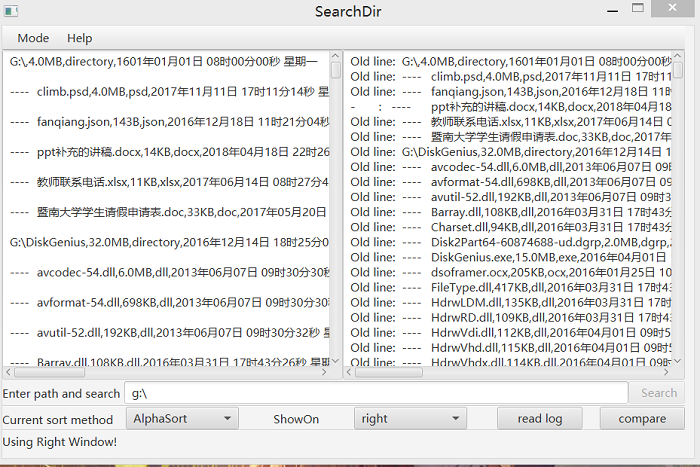 SearchDir
Mode Help
G:\,4.0MB,directory,1601年01月01日 08时00分00秒 星期一
---- climb.psd,4.0MB,psd,2017年11月11日 17时11分14秒 星
---- fanqiang.json,143B,json,2016年12月18日 11时21分04秒
---- ppt补充的讲稿.docx,14KB,docx,2018年04月18日 22时26
---- 教师联系电话.xlsx,11KB,xlsx,2017年06月14日 08时27分4
---- 暨南大学学生请假申请表.doc,33KB,doc,2017年05月20日
G:\DiskGenius,32.0MB,directory,2016年12月14日 18时25分0
---- avcodec-54.dll,6.0MB,dll,2013年06月07日 09时30分30秒
---- avformat-54.dll,698KB,dll,2013年06月07日 09时30分30
---- avutil-52.dll,192KB,dll,2013年06月07日 09时30分32秒 星
---- Barray.dll,108KB,dll,2016年03月31日 17时43分26秒 星期
Old line: G:\,4.0MB,directory,1601年01月01日 08时00分00
Old line: ---- climb.psd,4.0MB,psd,2017年11月11日 17时11
Old line: ---- fanqiang.json,143B,json,2016年12月18日 11时
- : ---- ppt补充的讲稿.docx,14KB,docx,2018年04月18
Old line: ---- 教师联系电话.xlsx,11KB,xlsx,2017年06月14日 0
Old line: ---- 暨南大学学生请假申请表.doc,33KB,doc,2017
Old line: G:\DiskGenius,32.0MB,directory,2016年12月14日 1
Old line: ---- avcodec-54.dll,6.0MB,dll,2013年06月07日 09
Old line: ---- avformat-54.dll,698KB,dll,2013年06月07日 0
Old line: ---- avutil-52.dll,192KB,dll,2013年06月07日 09时3
Old line: ---- Barray.dll,108KB,dll,2016年03月31日 17时43分
Old line: ---- Charset.dll,94KB,dll,2016年03月31日 17时43
Old line: ---- Disk2Part64-60874688-ud.dgrp,2.0MB,dgrp,
Old line: ---- DiskGenius.exe,15.0MB,exe,2016年04月01日
Old line: ---- dsoframer.ocx,205KB,ocx,2016年01月25日 10
Old line: ---- FileType.dll,417KB,dll,2016年03月31日 17时4
Old line: ---- HdrwLDM.dll,135KB,dll,2016年03月31日 17时
Old line: ---- HdrwRD.dll,109KB,dll,2016年03月31日 17时43
Old line: ---- HdrwVdi.dll,112KB,dll,2016年04月01日 09时5
Old line: ---- HdrwVhd.dll,115KB,dll,2016年04月01日 09时5
Old line: ---- HdrwVhdx.dll,114KB,dll,2016年04月01日 09时
Enter path and search g:\ Search
Current sort method AlphaSort ShowOn right read log compare
Using Right Window!